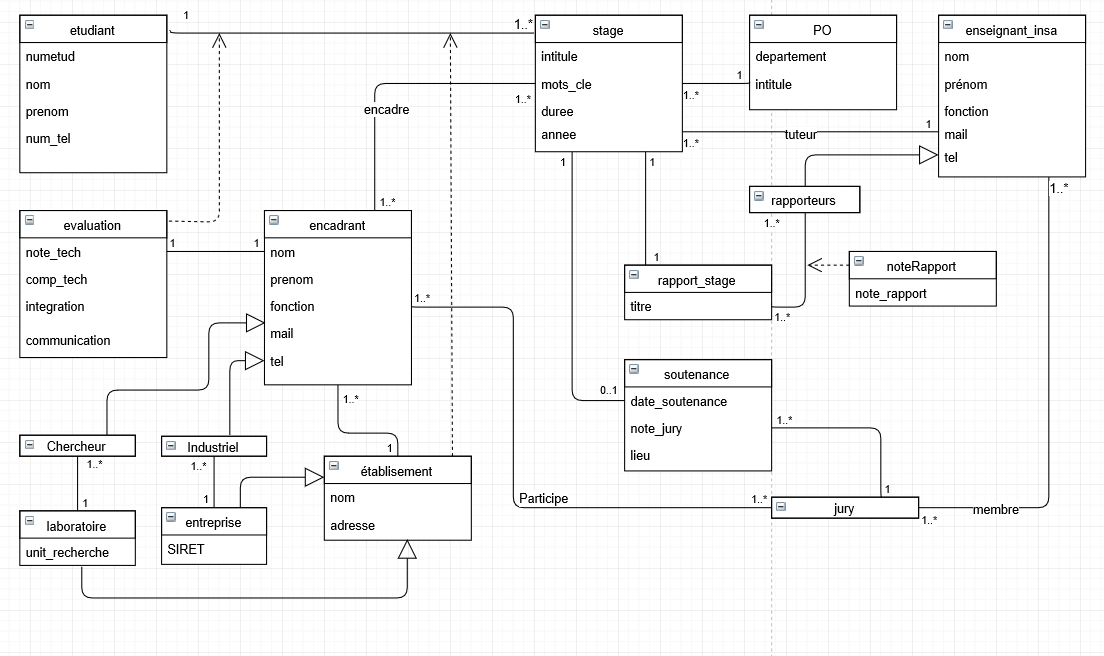 etudiant
numetud
nom
prenom
num_tel
1
1..*
stage
intitule
mots_cle
duree
annee
1
1..*
PO
departement
intitule
enseignant_insa
nom
prénom
fonction
mail
tel
encadre
1..*
1..*
tuteur
1
1..*
rapporteurs
1..*
1..*
evaluation
note_tech
comp_tech
integration
communication
1
1
encadrant
nom
prenom
fonction
mail
tel
1..*
1..*
1
1
1
rapport_stage
titre
1..*
noteRapport
note_rapport
0..1
soutenance
date_soutenance
note_jury
lieu
1..*
1
Chercheur
1..*
1
Industriel
1..*
1
établisement
nom
adresse
laboratoire
unit_recherche
entreprise
SIRET
Participe
1..*
jury
1..*
membre